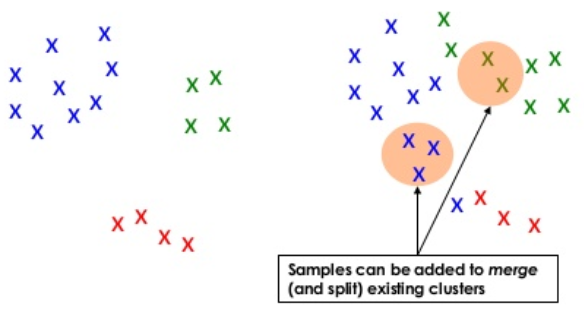 Samples can be added to merge
(and split) existing clusters